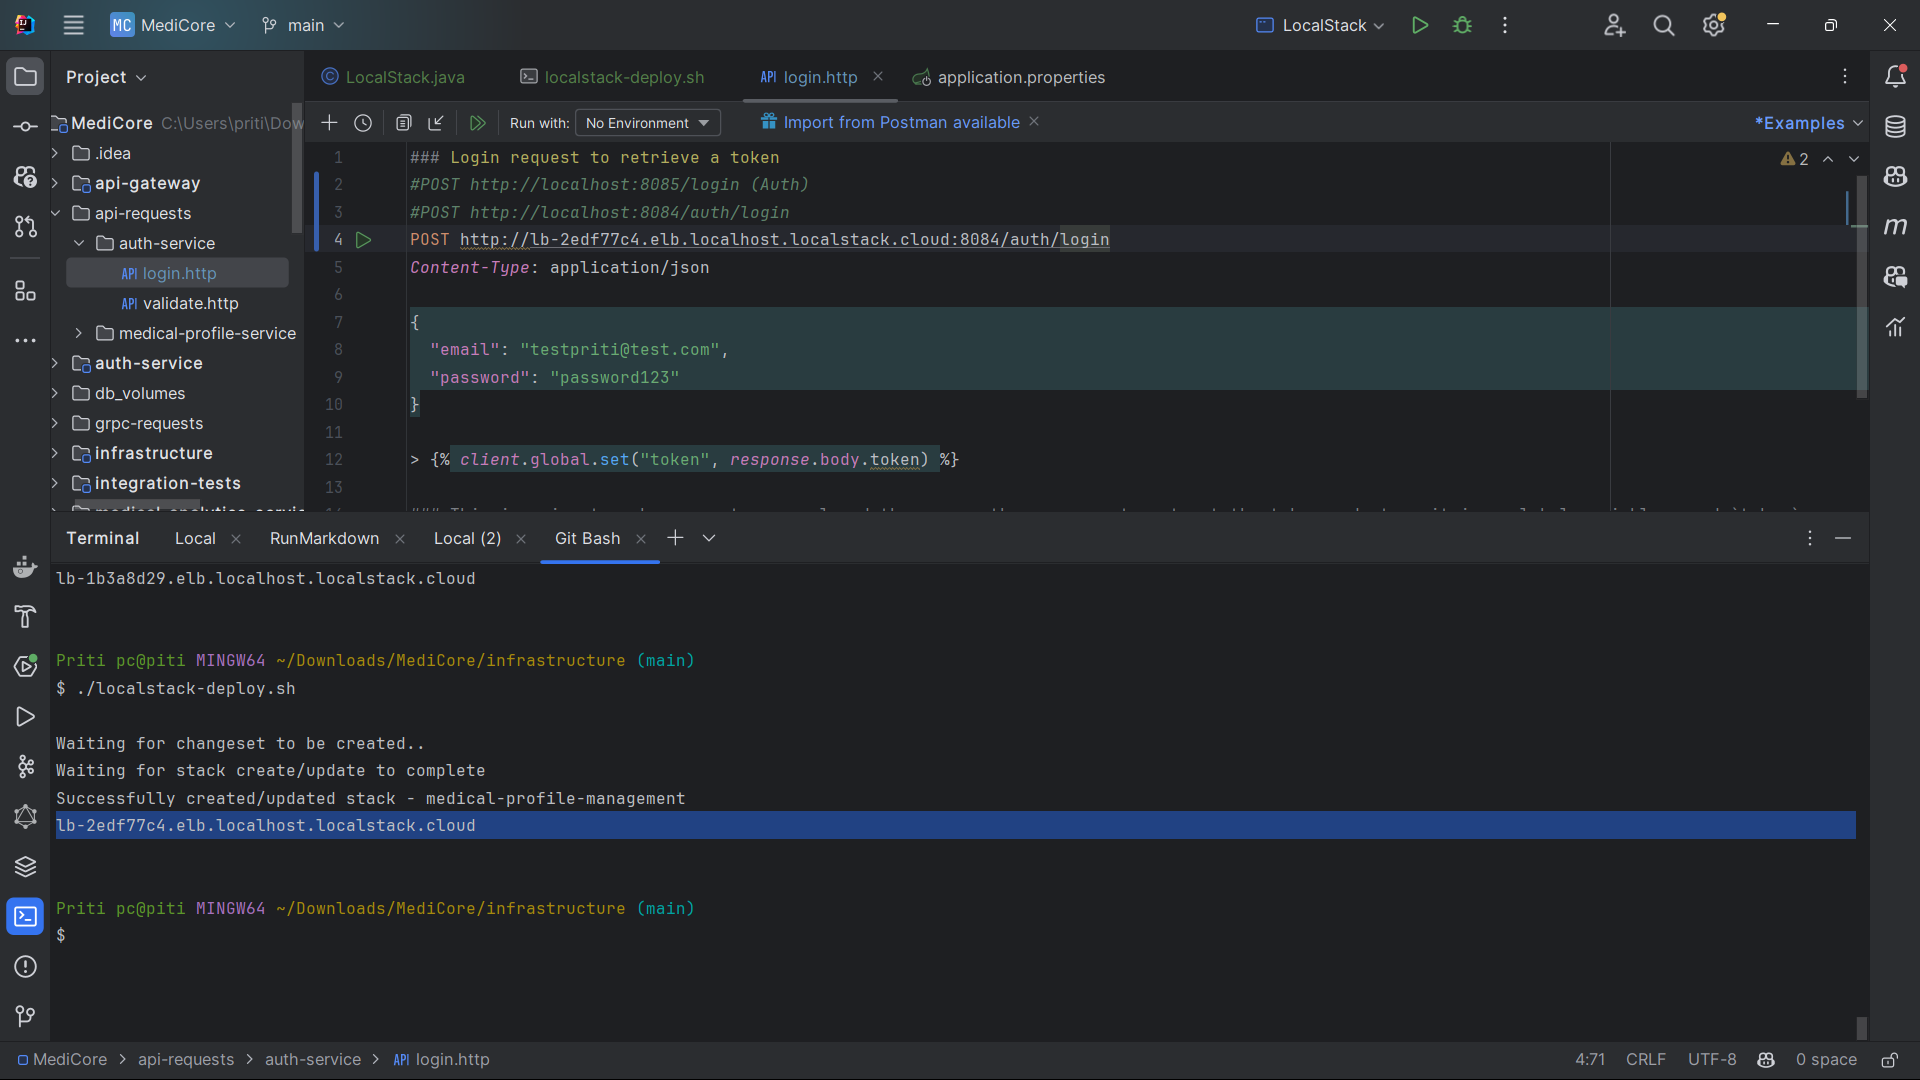 MC MediCore main LocalStack
Project
LocalStack.java localstack-deploy.sh API login.http application.properties
Run with: No Environment Import from Postman available *Examples
MediCore C:\Users\priti\Dow
.idea
api-gateway
api-requests
auth-service
API login.http
API validate.http
medical-profile-service
auth-service
db_volumes
grpc-requests
infrastructure
integration-tests
1 ### Login request to retrieve a token
2 #POST http://localhost:8085/login (Auth)
3 #POST http://localhost:8084/auth/login
4 POST http://lb-2edf77c4.elb.localhost.localstack.cloud:8084/auth/login
5 Content-Type: application/json
6
7 {
8 "email": "testpriti@test.com",
9 "password": "password123"
10 }
11
12 > {% client.global.set("token", response.body.token) %}
13
2
Terminal Local RunMarkdown Local (2) Git Bash
lb-1b3a8d29.elb.localhost.localstack.cloud
Priti pc@piti MINGW64 ~/Downloads/MediCore/infrastructure (main)
$ ./localstack-deploy.sh
Waiting for changeset to be created..
Waiting for stack create/update to complete
Successfully created/updated stack - medical-profile-management
lb-2edf77c4.elb.localhost.localstack.cloud
Priti pc@piti MINGW64 ~/Downloads/MediCore/infrastructure (main)
$
MediCore > api-requests > auth-service > API login.http
4:71 CRLF UTF-8 0 space